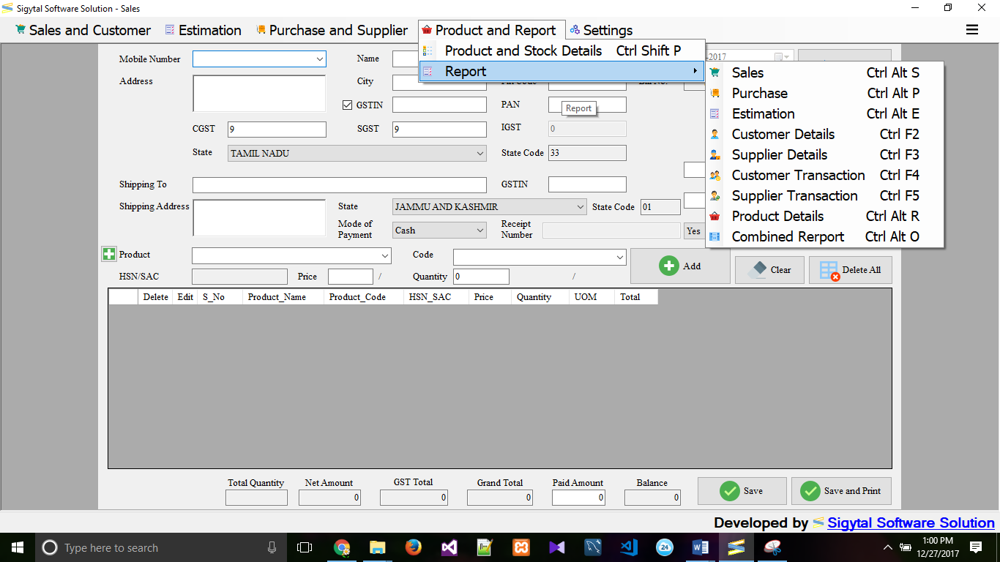 Sigytal Software Solution - Sales
Sales and Customer Estimation Purchase and Supplier Product and Report Settings
Product and Stock Details Ctrl Shift P
Report
Sales Ctrl Alt S
Purchase Ctrl Alt P
Estimation Ctrl Alt E
Customer Details Ctrl F2
Supplier Details Ctrl F3
Customer Transaction Ctrl F4
Supplier Transaction Ctrl F5
Product Details Ctrl Alt R
Combined Rerport Ctrl Alt O
Report
Mobile Number Name -2017
Address City
GSTIN PAN
CGST 9 SGST 9 IGST 0
State TAMIL NADU State Code 33
Shipping To GSTIN
Shipping Address State JAMMU AND KASHMIR State Code 01
Mode of Payment Cash Receipt Number Yes
Product Code Add Clear Delete All
HSN/SAC Price / Quantity 0 /
Delete Edit S_No Product_Name Product_Code HSN_SAC Price Quantity UOM Total
Total Quantity Net Amount GST Total Grand Total Paid Amount Balance
0 0 0 0 0 Save Save and Print
Developed by Sigytal Software Solution
Type here to search 24 1:00 PM
12/27/2017